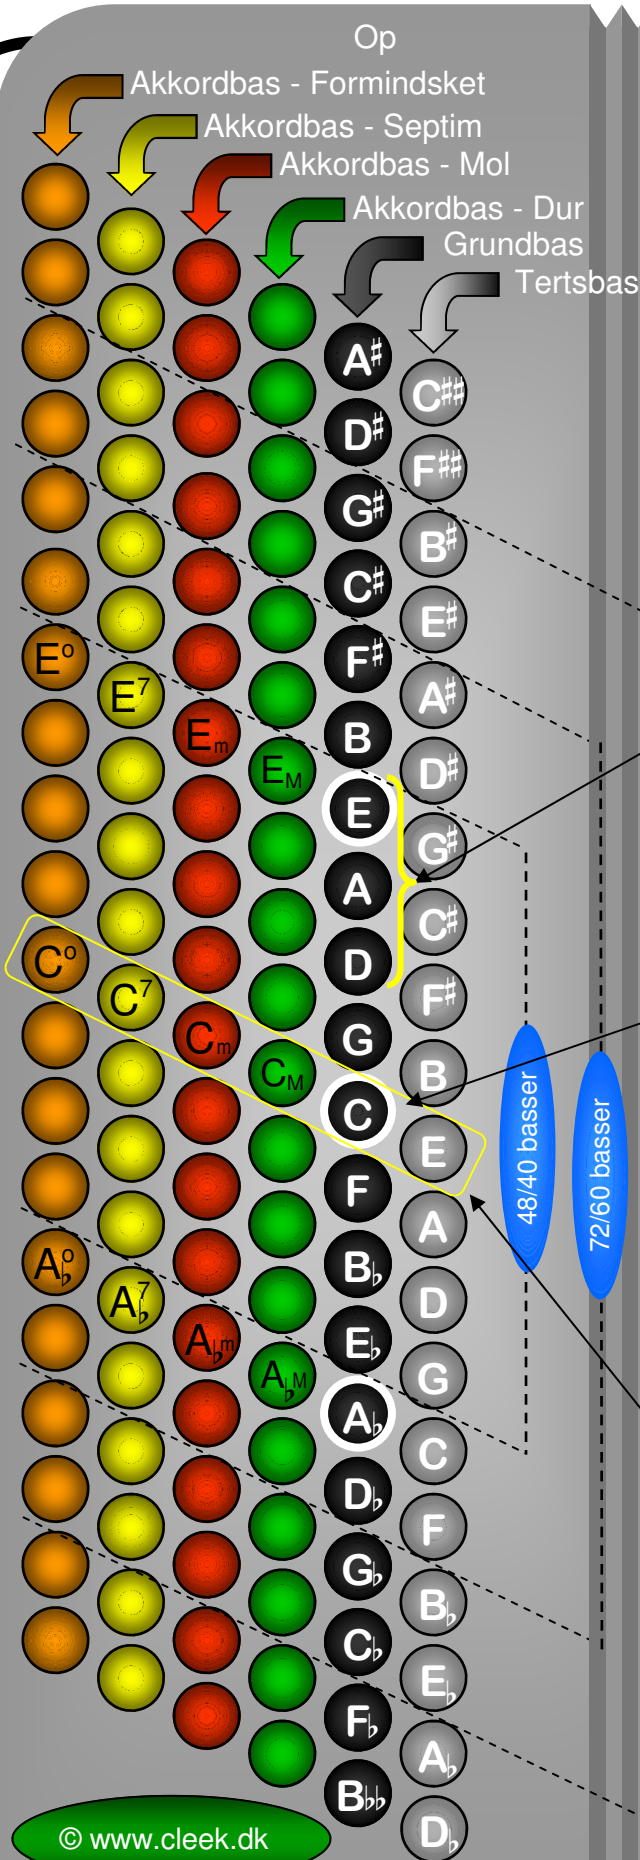 Op
Akkordbas - Formindsket
Akkordbas - Septim
Akkordbas - Mol
Akkordbas - Dur
Grundbas
Tertsbas
A♯
C♯♯
D♯
F♯♯
G♯
B♯
C♯
E♯
F♯
A♯
B
D♯
Eº
E7
Em
EM
E
G♯
A
C♯
D
F♯
G
B
Cº
C7
Cm
CM
C
E
F
A
B♭
D
E♭
G
A♭º
A♭7
A♭m
A♭M
A♭
C
D♭
F
G♭
B♭
C♭
E♭
F♭
A♭
B♭♭
D♭
48/40 basser
72/60 basser
© www.cleek.dk